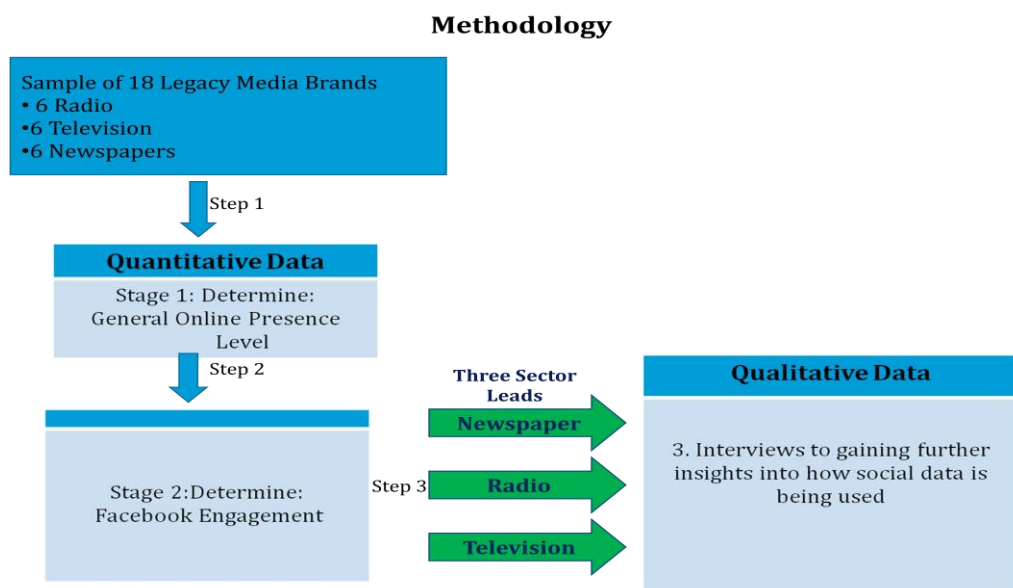 Methodology
Sample of 18 Legacy Media Brands
• 6 Radio
•6 Television
•6 Newspapers
Step 1
Quantitative Data
Stage 1: Determine:
General Online Presence
Level
Step 2
Stage 2:Determine:
Facebook Engagement
Step 3
Three Sector
Leads
Newspaper
Radio
Television
Qualitative Data
3. Interviews to gaining further
insights into how social data is
being used